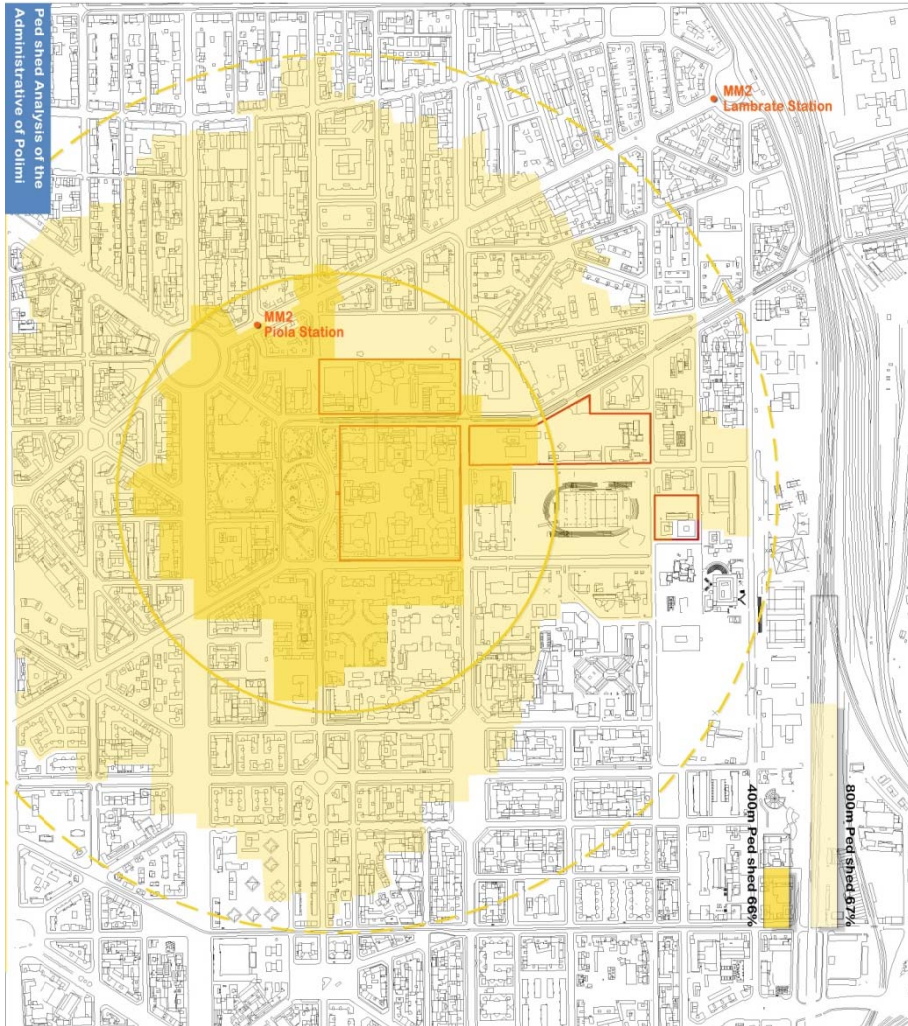 Ped shed Analysis of the
Administrative of Polimi
MM2
Lambrate Station
MM2
Piola Station
800m Ped shed 67%
400m Ped shed 66%